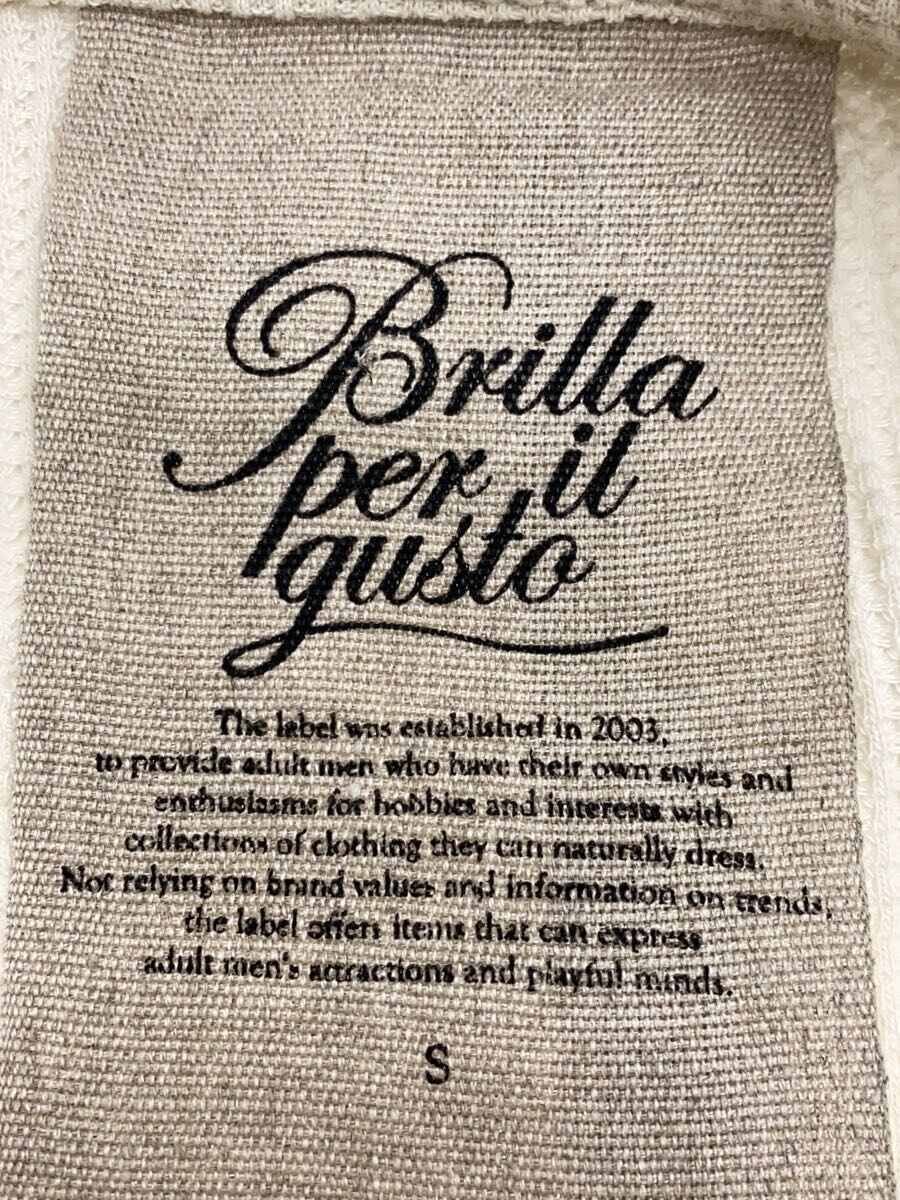 Brilla
per il
gusto
The label was established in 2003,
to provide adult men who have their own styles and
enthusiasms for hobbies and interests with
collections of clothing they can naturally dress.
Not relying on brand values and information on trends,
the label offers items that can express
adult men's attractions and playful minds.
S